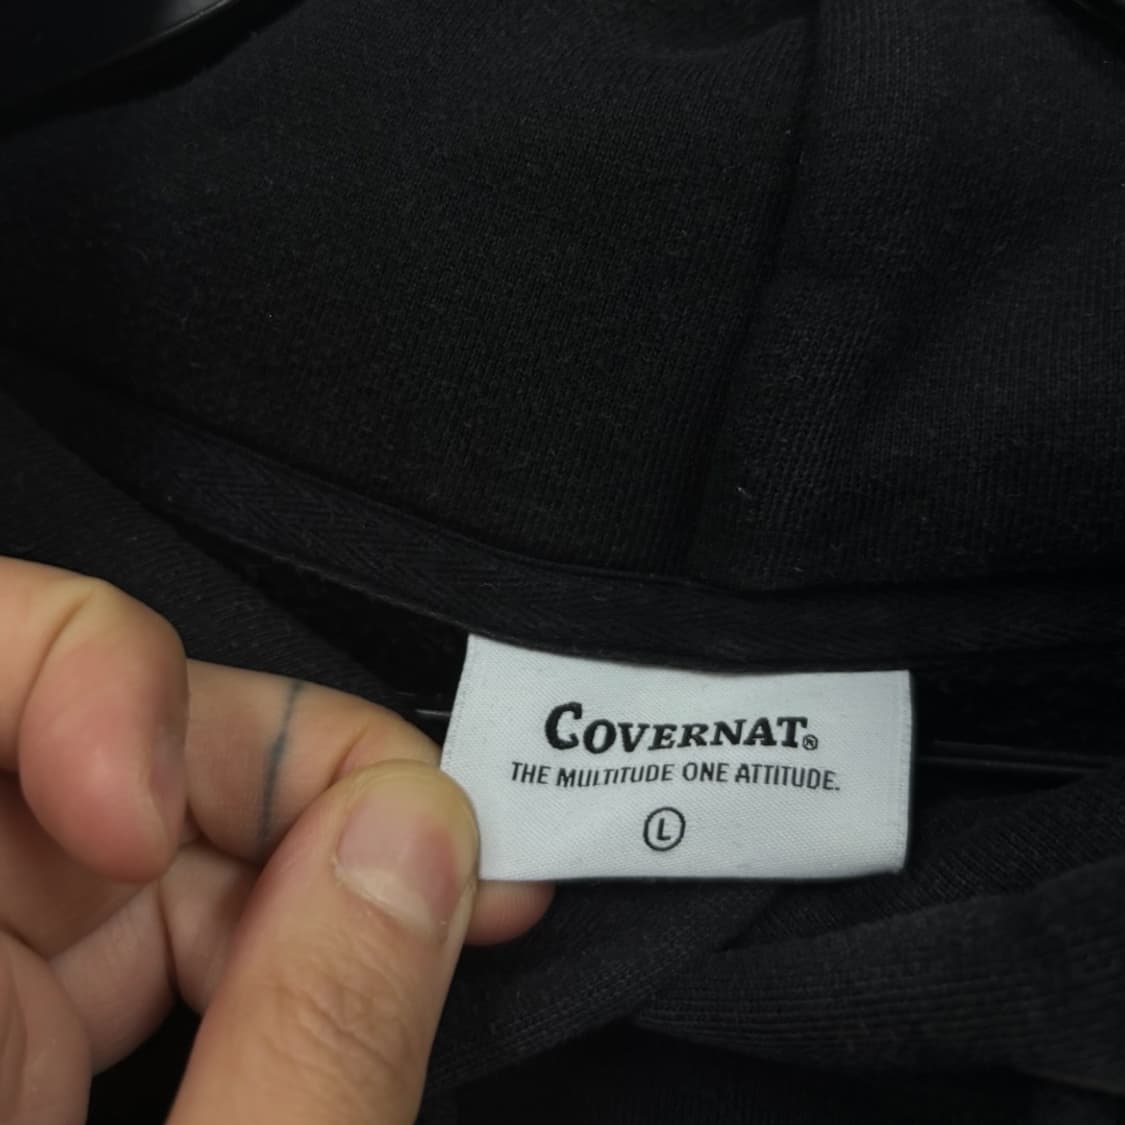 COVERNAT®
THE MULTITUDE ONE ATTITUDE.
L